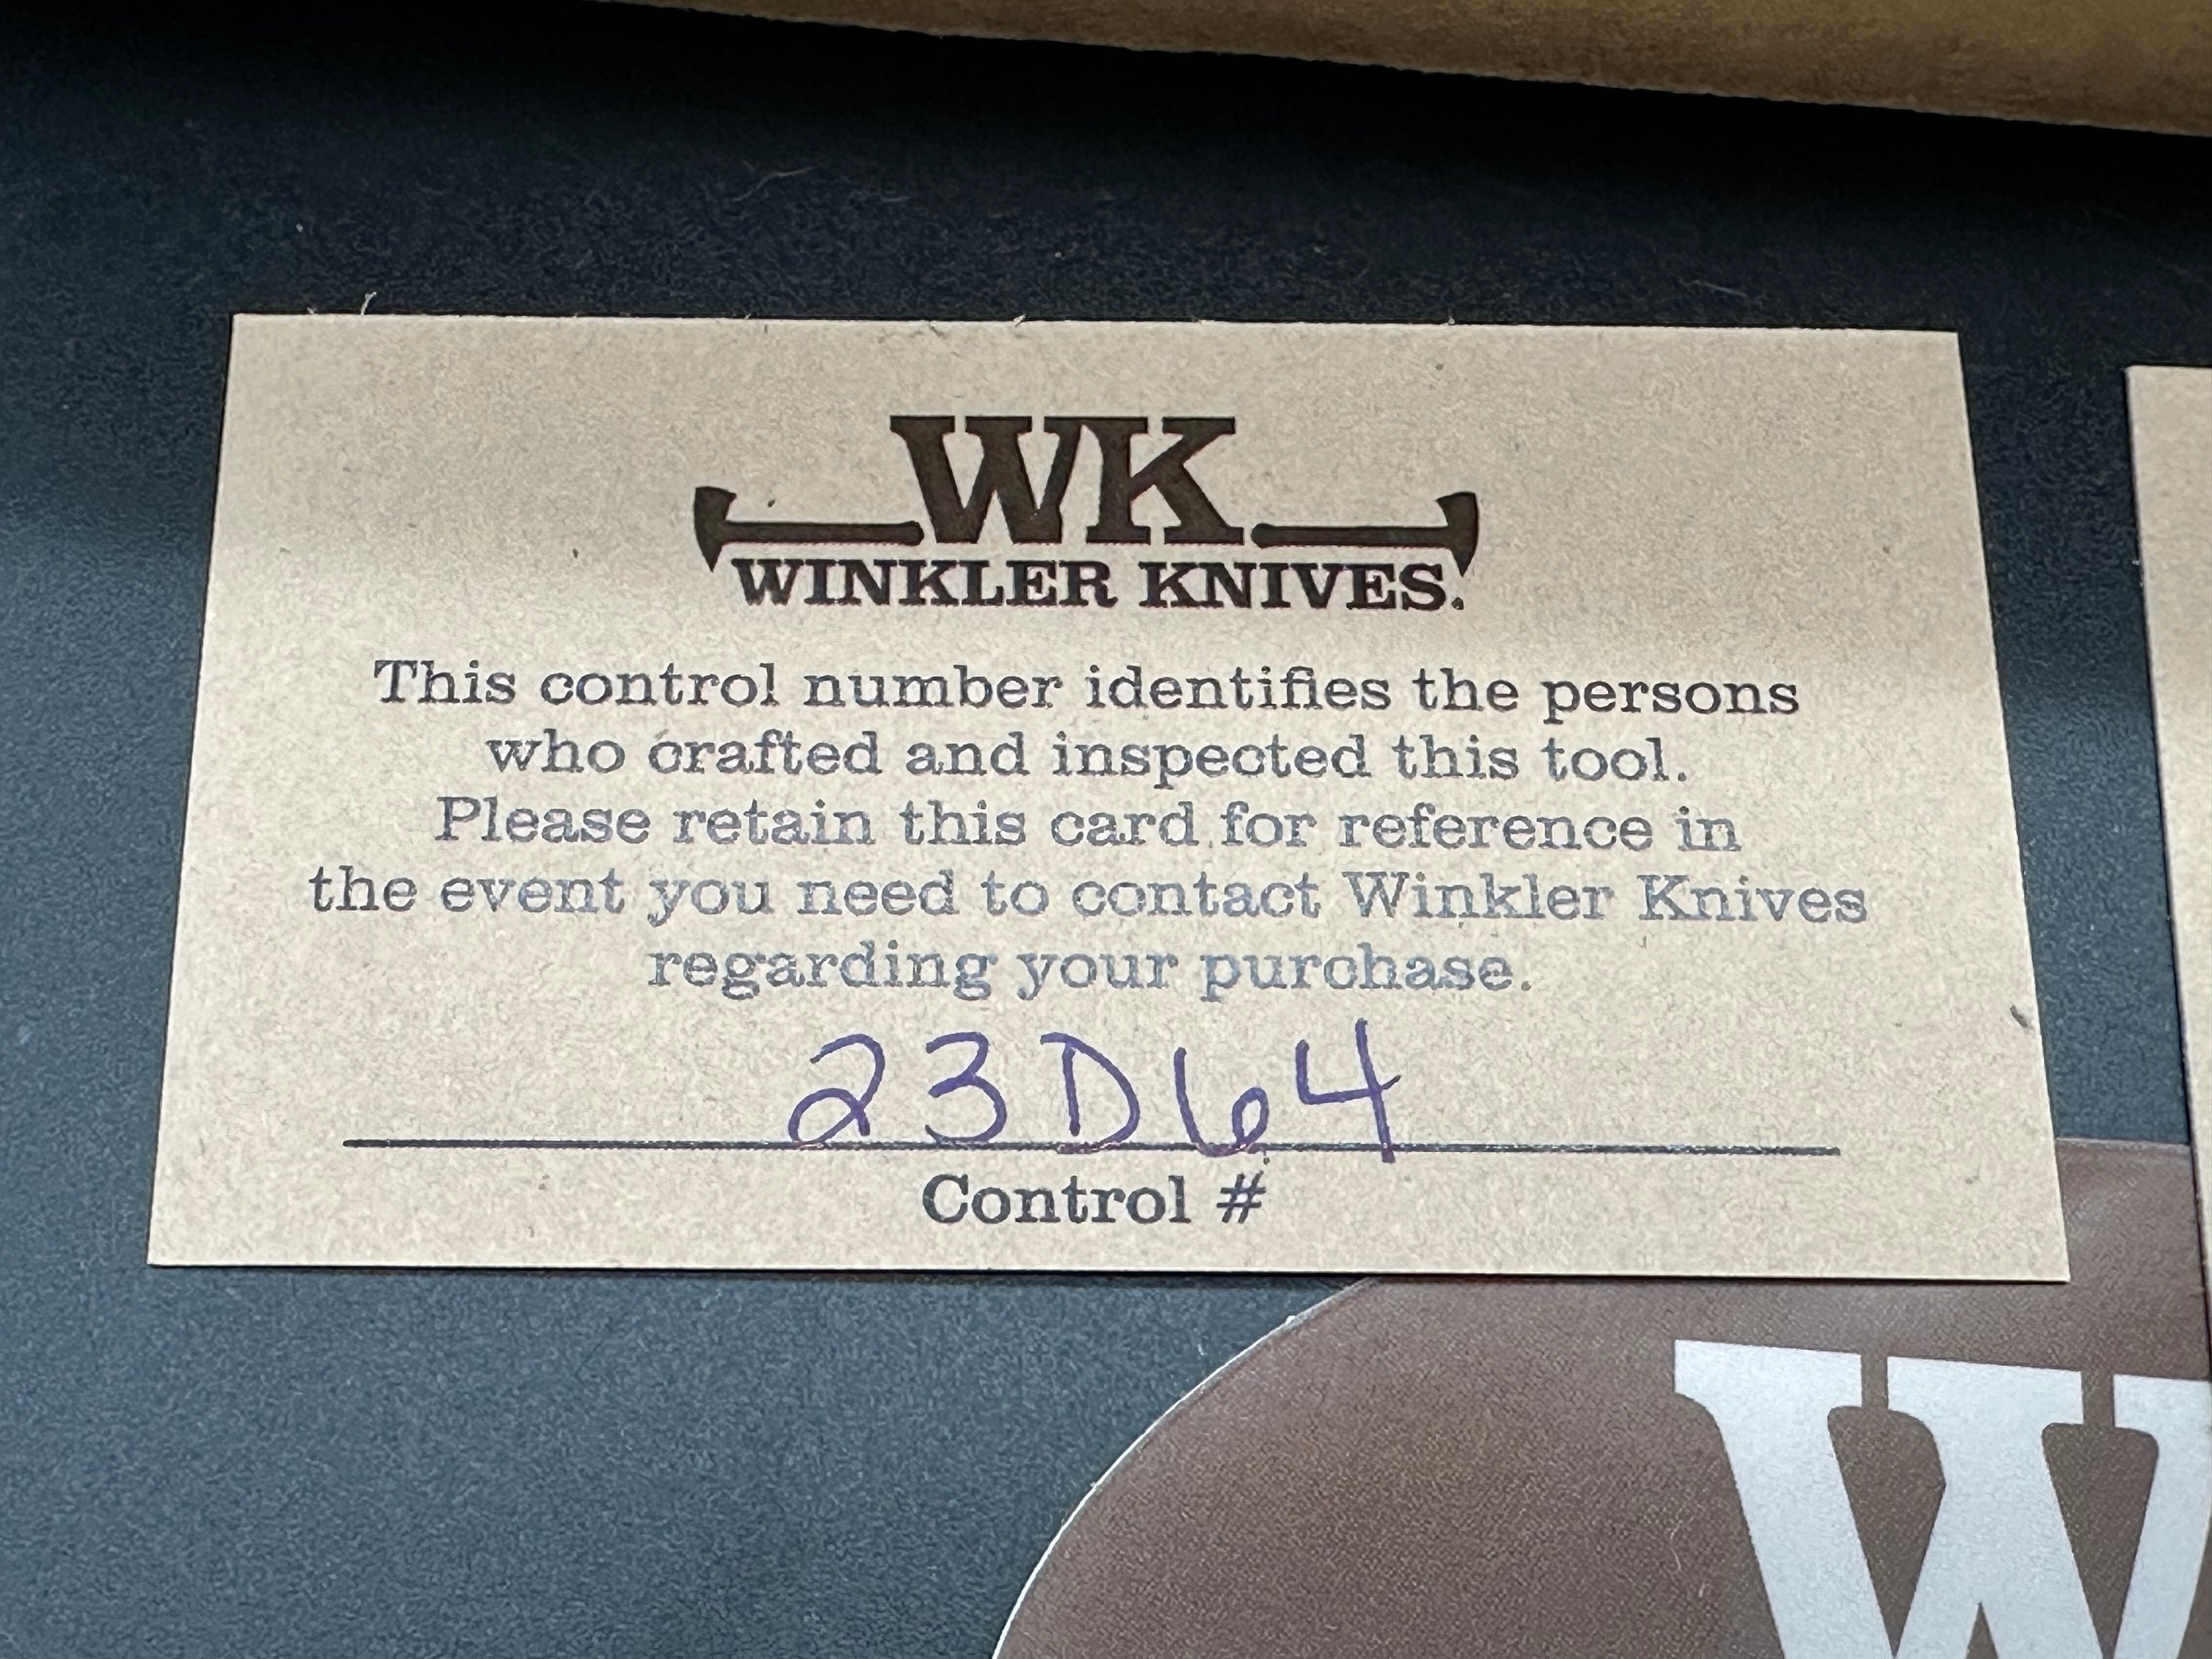 WK
WINKLER KNIVES.
This control number identifies the persons
who crafted and inspected this tool.
Please retain this card for reference in
the event you need to contact Winkler Knives
regarding your purchase.
23D64
Control #
W